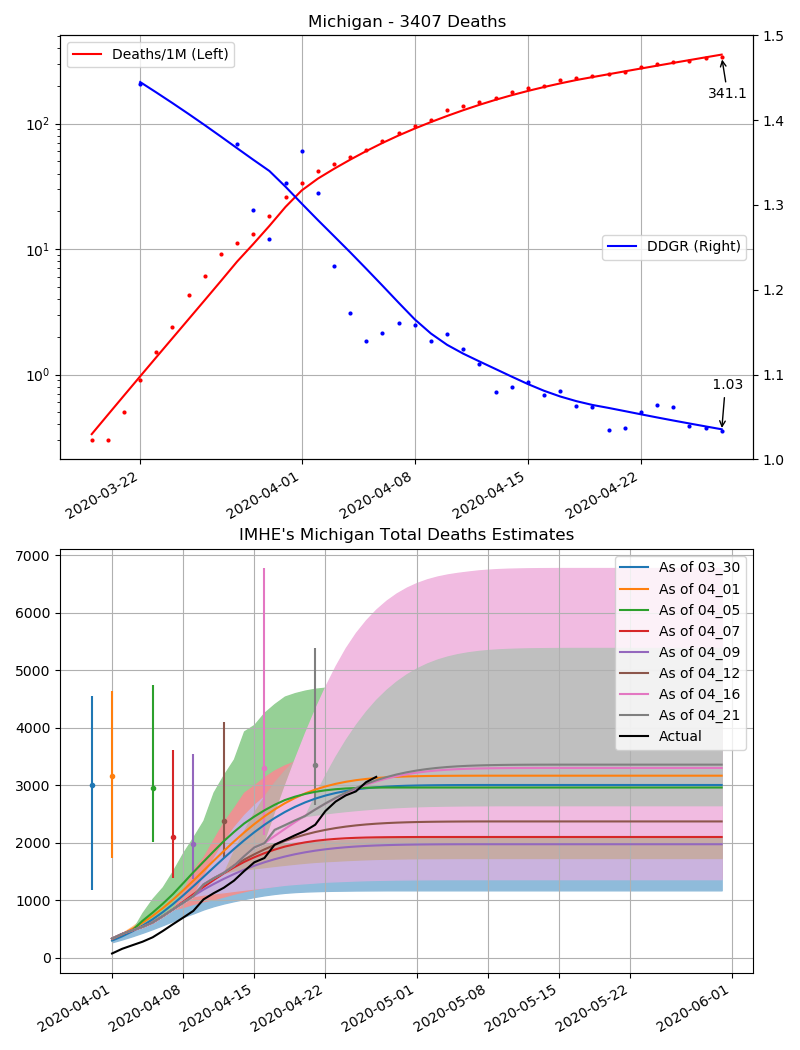 Michigan - 3407 Deaths
Deaths/1M (Left)
DDGR (Right)
341.1
1.03
10²
10¹
10⁰
1.5
1.4
1.3
1.2
1.1
1.0
2020-03-22
2020-04-01
2020-04-08
2020-04-15
2020-04-22
IMHE's Michigan Total Deaths Estimates
7000
6000
5000
4000
3000
2000
1000
0
As of 03_30
As of 04_01
As of 04_05
As of 04_07
As of 04_09
As of 04_12
As of 04_16
As of 04_21
Actual
2020-04-01
2020-04-08
2020-04-15
2020-04-22
2020-05-01
2020-05-08
2020-05-15
2020-05-22
2020-06-01